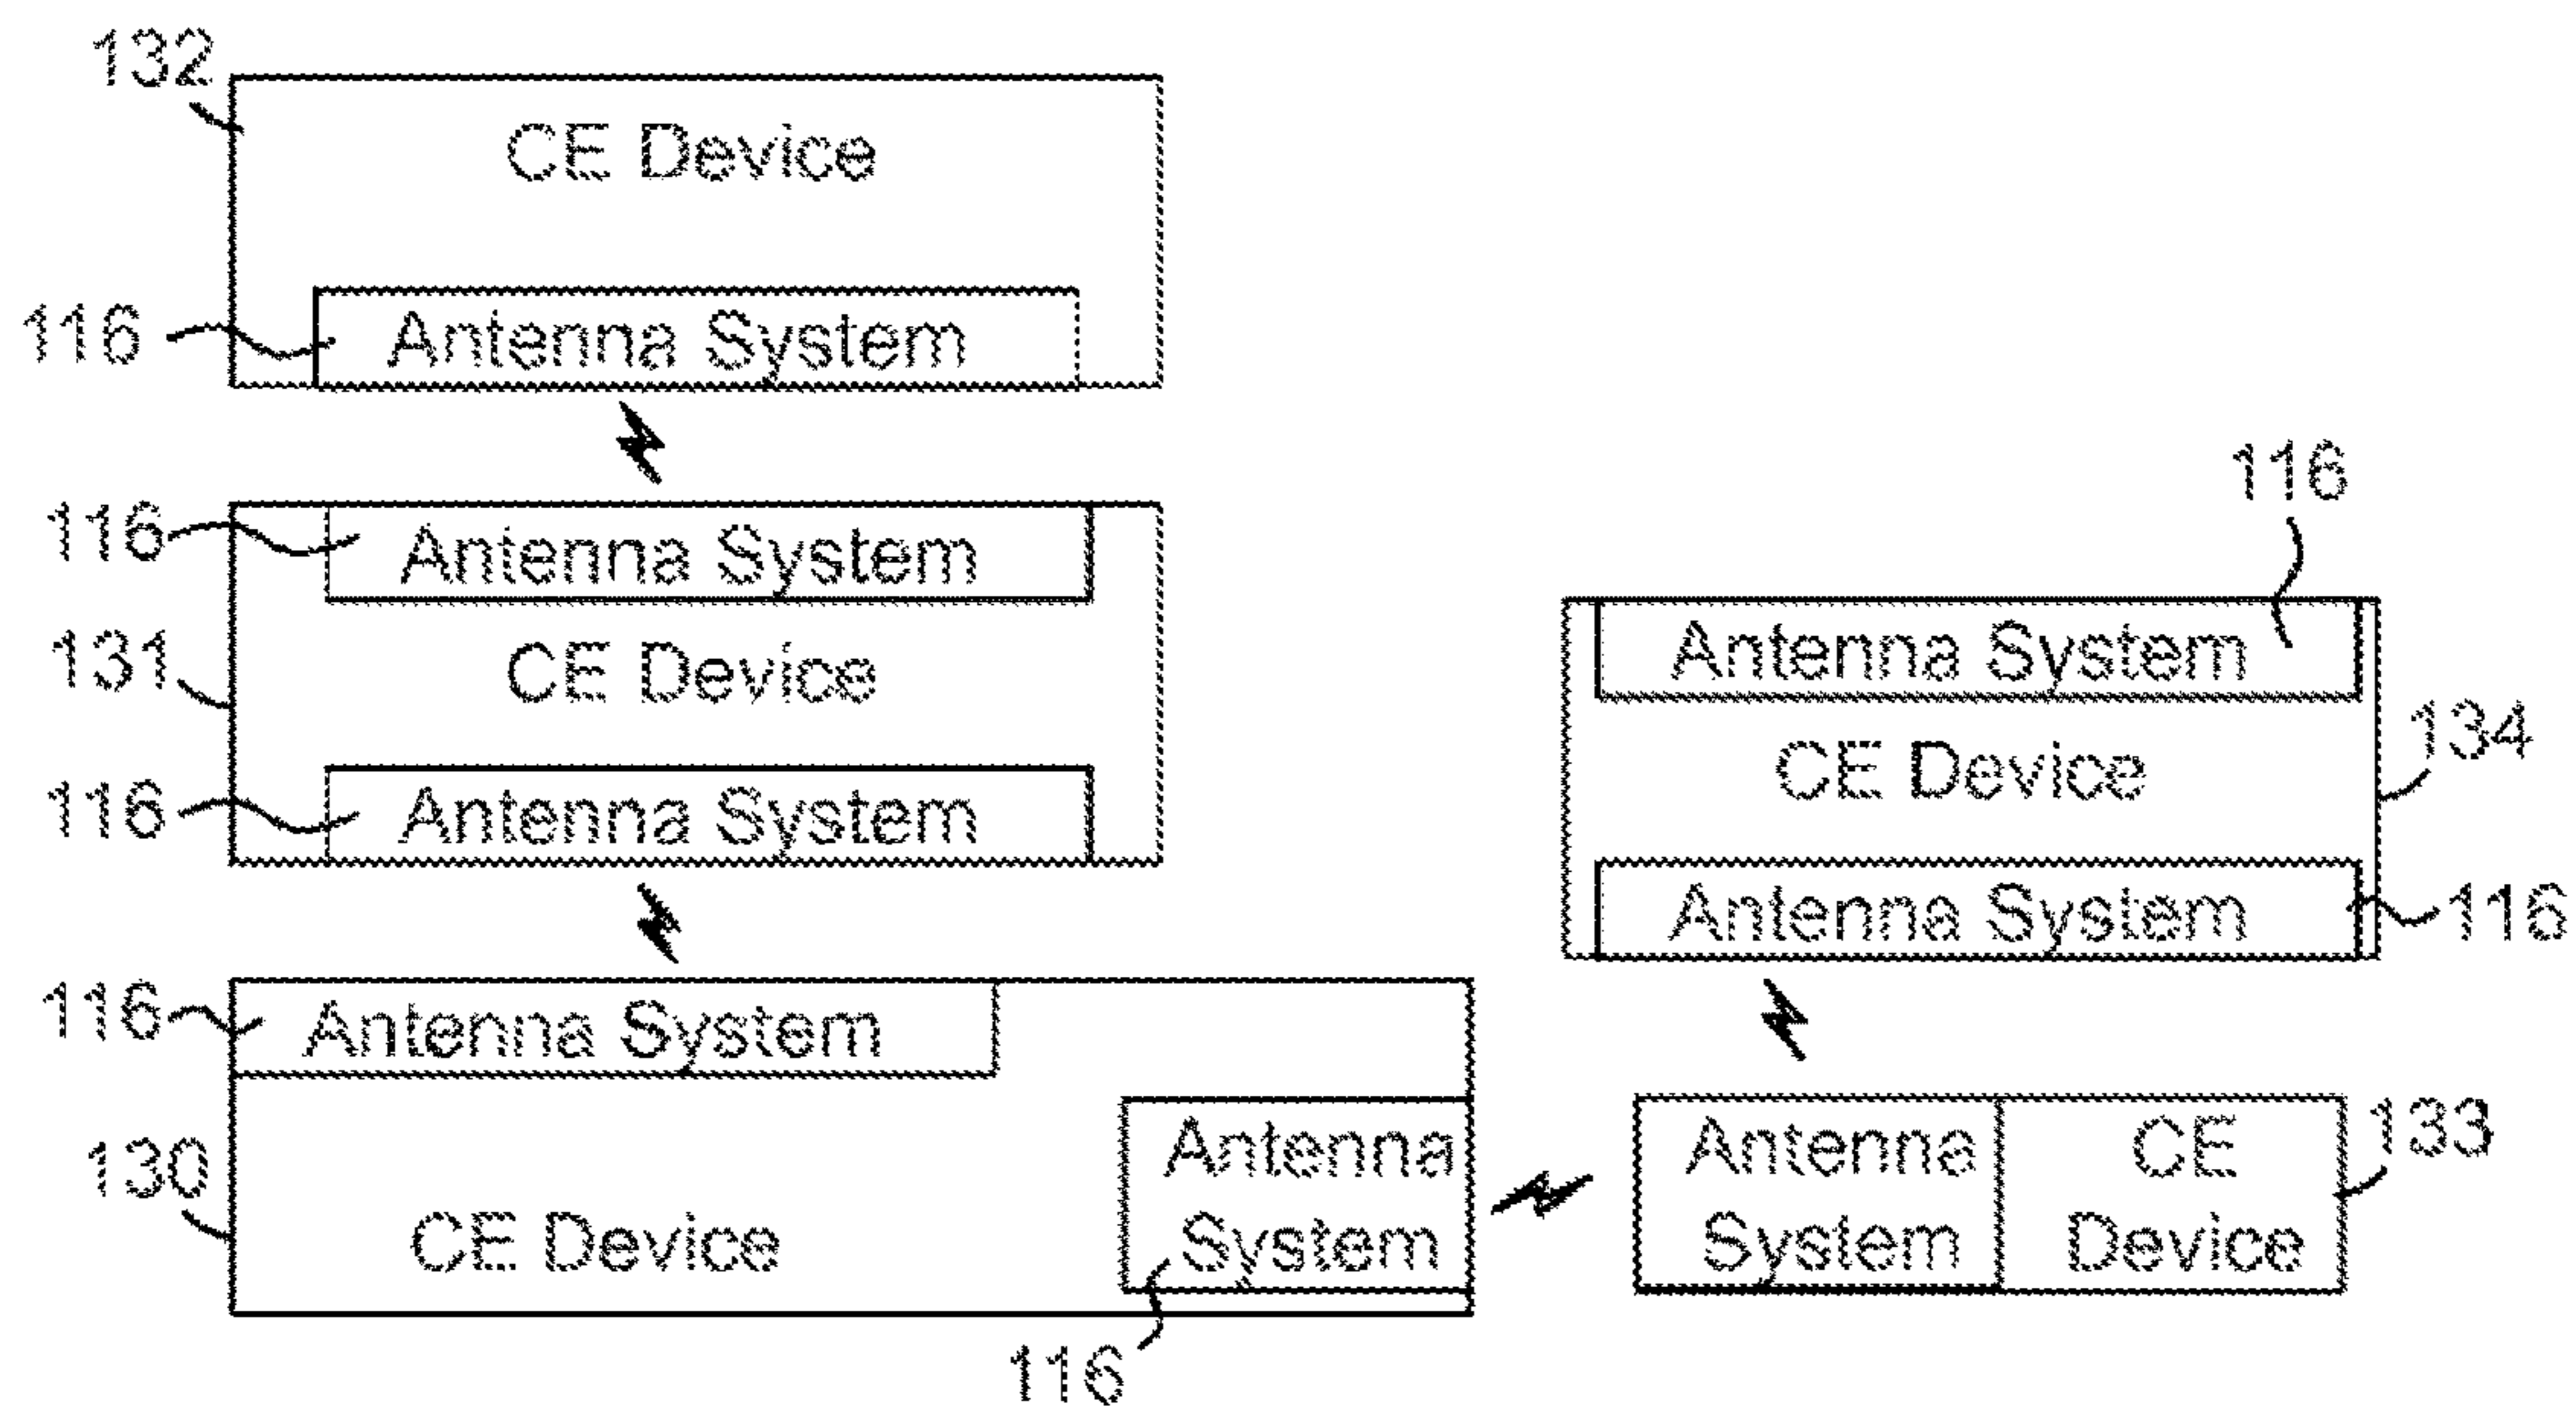 132
CE Device
116
Antenna System
116
Antenna System
131
CE Device
116
Antenna System
116
Antenna System
130
CE Device
Antenna
System
116
116
Antenna System
134
CE Device
Antenna System
116
Antenna
System
CE
Device
133